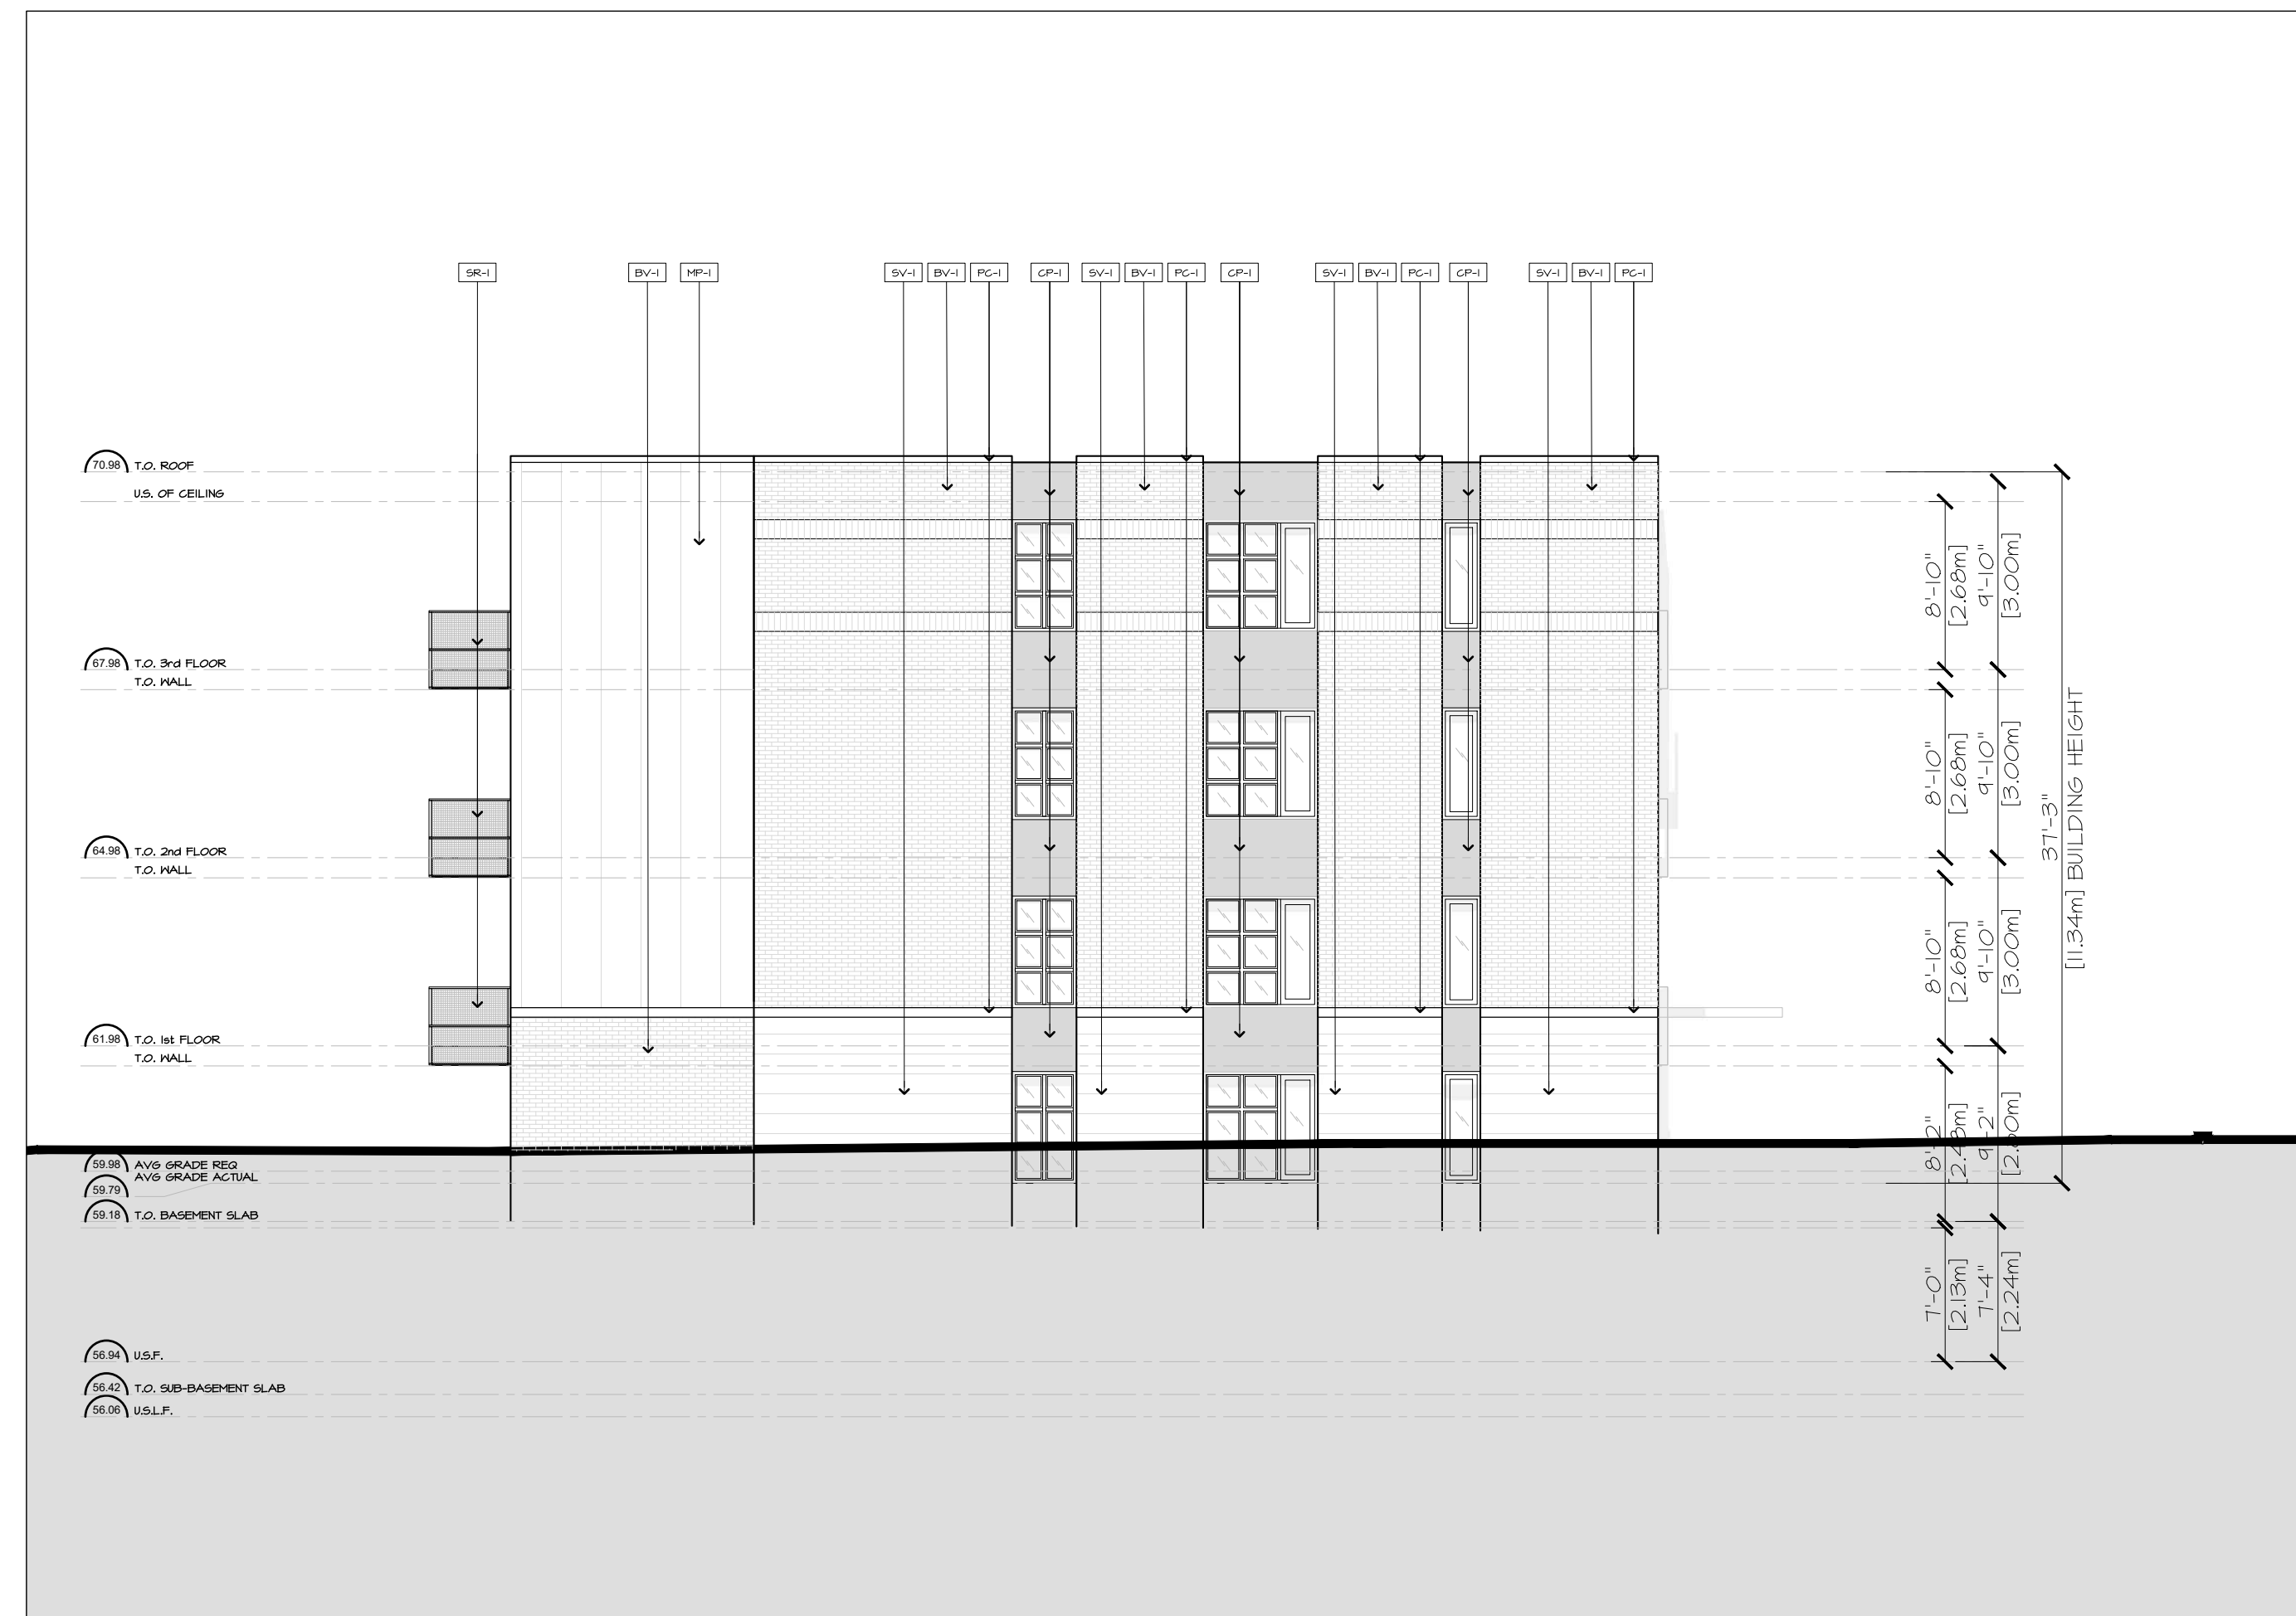 SR-1 BV-1 MP-1 SV-1 BV-1 PC-1 CP-1 SV-1 BV-1 PC-1 CP-1 SV-1 BV-1 PC-1 CP-1 SV-1 BV-1 PC-1
70.98 T.O. ROOF
U.S. OF CEILING
67.98 T.O. 3rd FLOOR
T.O. WALL
64.98 T.O. 2nd FLOOR
T.O. WALL
61.98 T.O. 1st FLOOR
T.O. WALL
59.98 AVG GRADE REQ
AVG GRADE ACTUAL
59.79
59.18 T.O. BASEMENT SLAB
56.94 U.S.F.
56.42 T.O. SUB-BASEMENT SLAB
56.06 U.S.L.F.
8'-10"
[2.68m]
9'-10"
[3.00m]
8'-10"
[2.68m]
9'-10"
[3.00m]
8'-10"
[2.68m]
9'-10"
[3.00m]
8'-2"
9'-2"
7'-0"
[2.13m]
7'-4"
[2.24m]
37'-3"
[11.34m] BUILDING HEIGHT